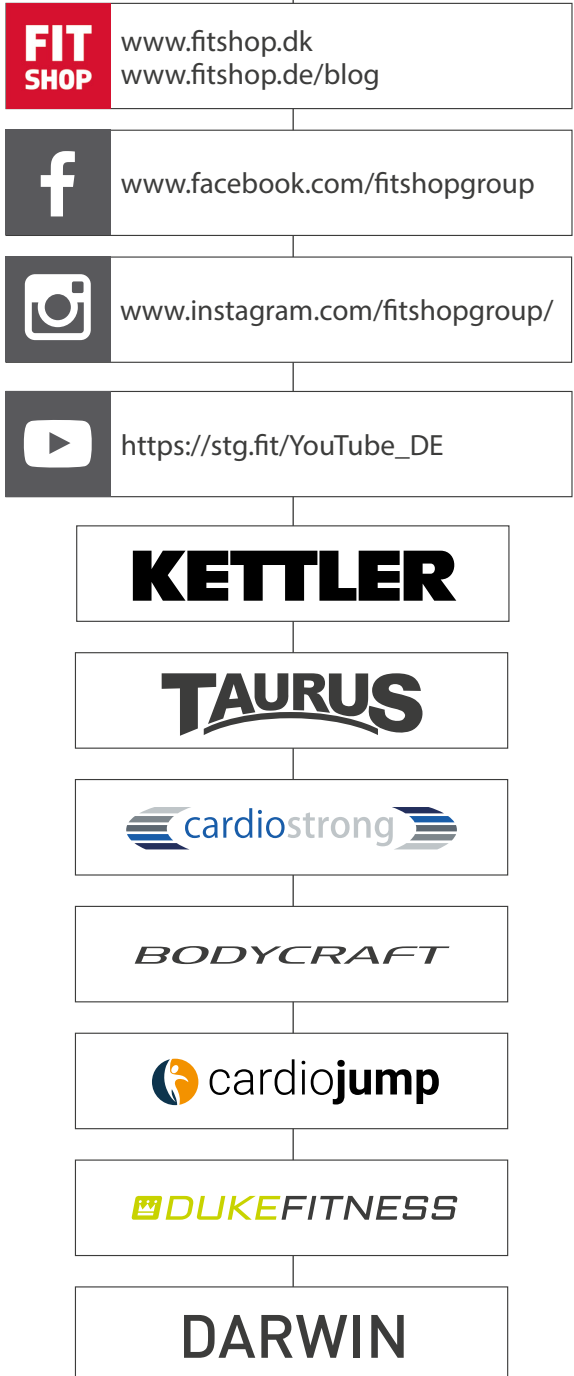 FIT
SHOP
www.fitshop.dk
www.fitshop.de/blog
www.facebook.com/fitshopgroup
www.instagram.com/fitshopgroup/
https://stg.fit/YouTube_DE
KETTLER
TAURUS
cardiostrong
BODYCRAFT
cardiojump
DUKEFITNESS
DARWIN